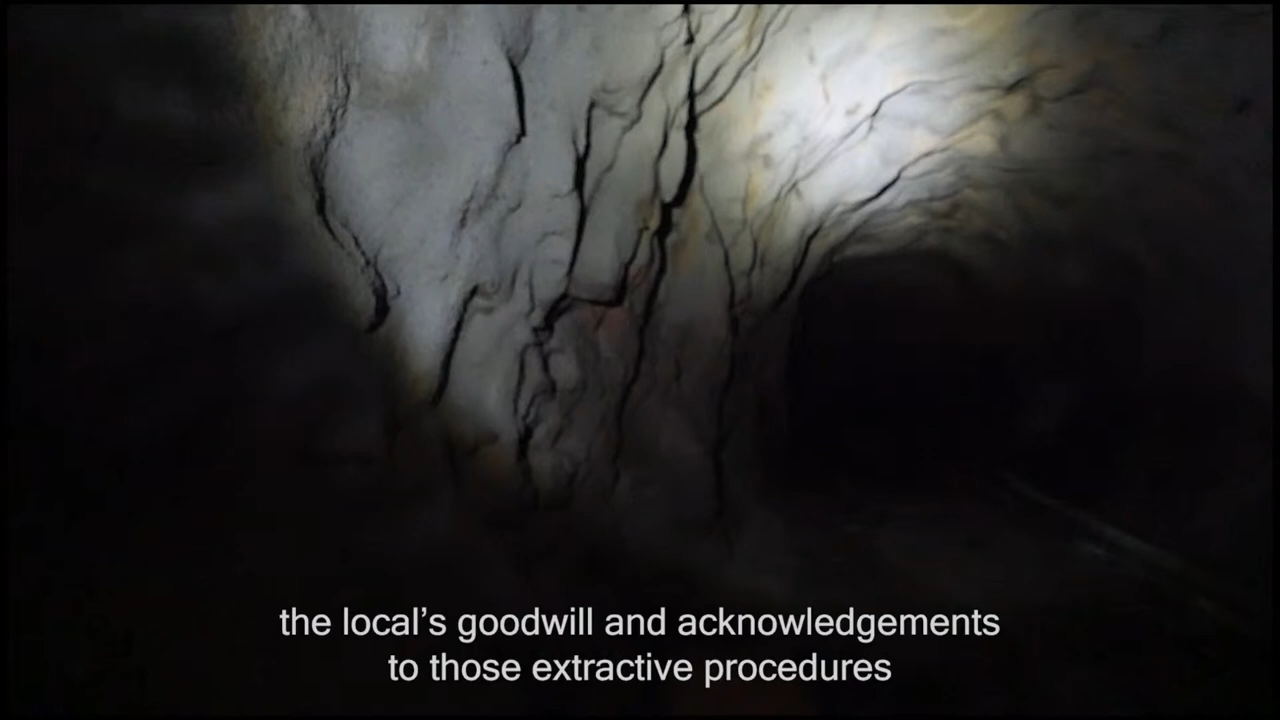 the local’s goodwill and acknowledgements
to those extractive procedures